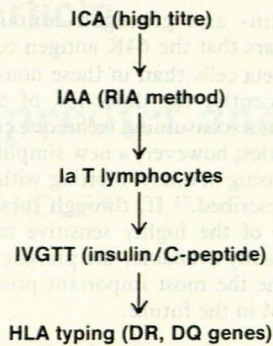 ICA (high titre)
IAA (RIA method)
Ia T lymphocytes
IVGTT (insulin/C-peptide)
HLA typing (DR, DQ genes)